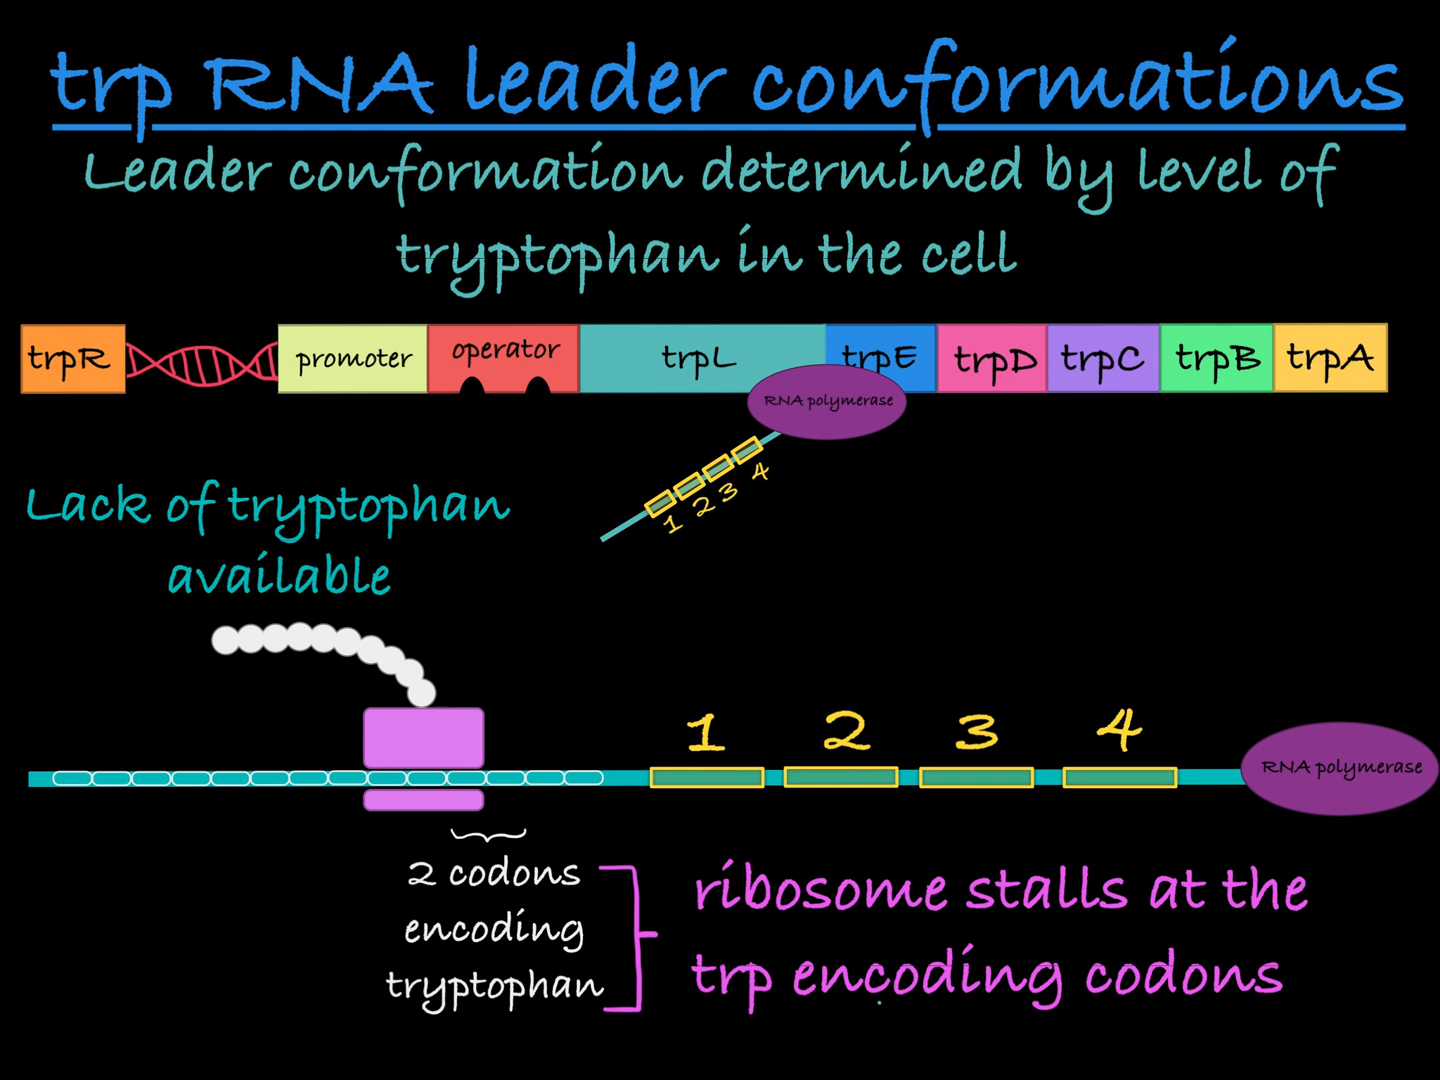 trp RNA leader conformations
Leader conformation determined by level of
tryptophan in the cell
trpR promoter operator trpL trpE trpD trpC trpB trpA
RNA polymerase
1 2 3 4
Lack of tryptophan
available
1 2 3 4
RNA polymerase
2 codons
encoding
tryptophan
ribosome stalls at the
trp encoding codons